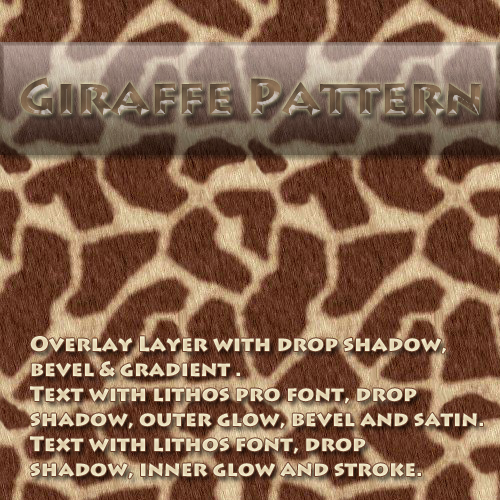 Giraffe Pattern
Overlay Layer with drop shadow,
bevel & gradient .
Text with lithos pro font, drop
shadow, outer glow, bevel and satin.
Text with lithos font, drop
shadow, inner glow and stroke.